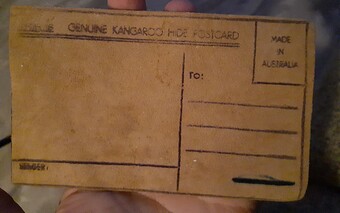 GENUINE KANGAROO HIDE POSTCARD
MADE
IN
AUSTRALIA
TO:
SENDER: